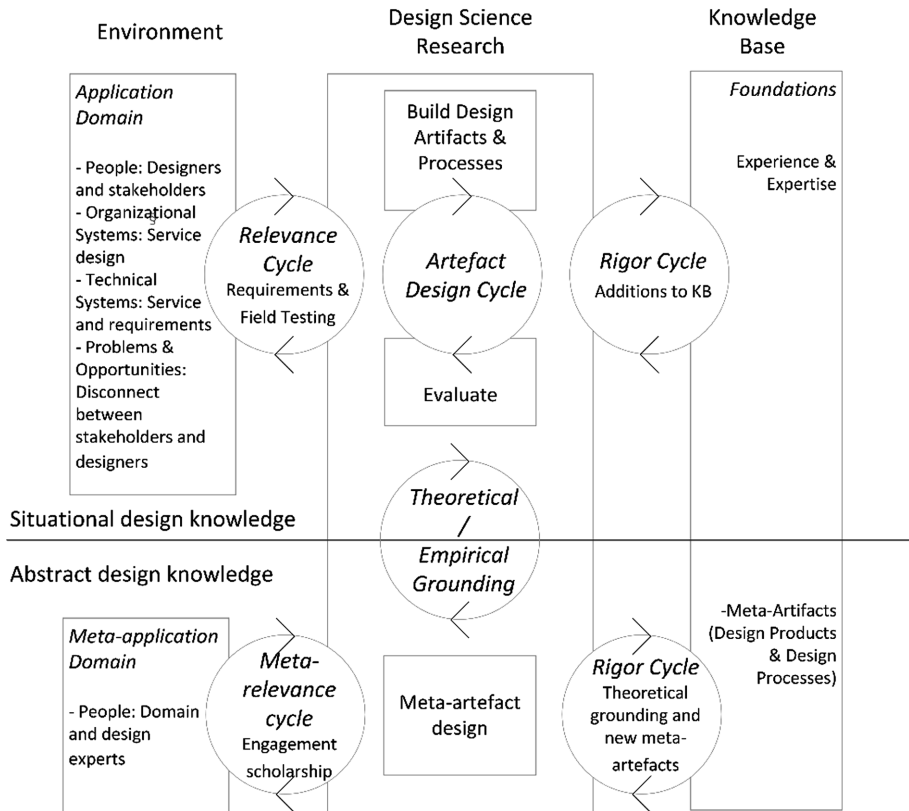 Environment
Design Science
Research
Knowledge
Base
Application
Domain
- People: Designers
and stakeholders
- Organizational
Systems: Service
design
- Technical
Systems: Service
and requirements
- Problems &
Opportunities:
Disconnect
between
stakeholders and
designers
Relevance
Cycle
Requirements &
Field Testing
Build Design
Artifacts &
Processes
Artefact
Design Cycle
Evaluate
Rigor Cycle
Additions to KB
Foundations
Experience &
Expertise
Theoretical
/
Empirical
Grounding
Situational design knowledge
Abstract design knowledge
Meta-application
Domain
- People: Domain
and design
experts
Meta-
relevance
cycle
Engagement
scholarship
Meta-artefact
design
Rigor Cycle
Theoretical
grounding and
new meta-
artefacts
-Meta-Artifacts
(Design Products
& Design
Processes)